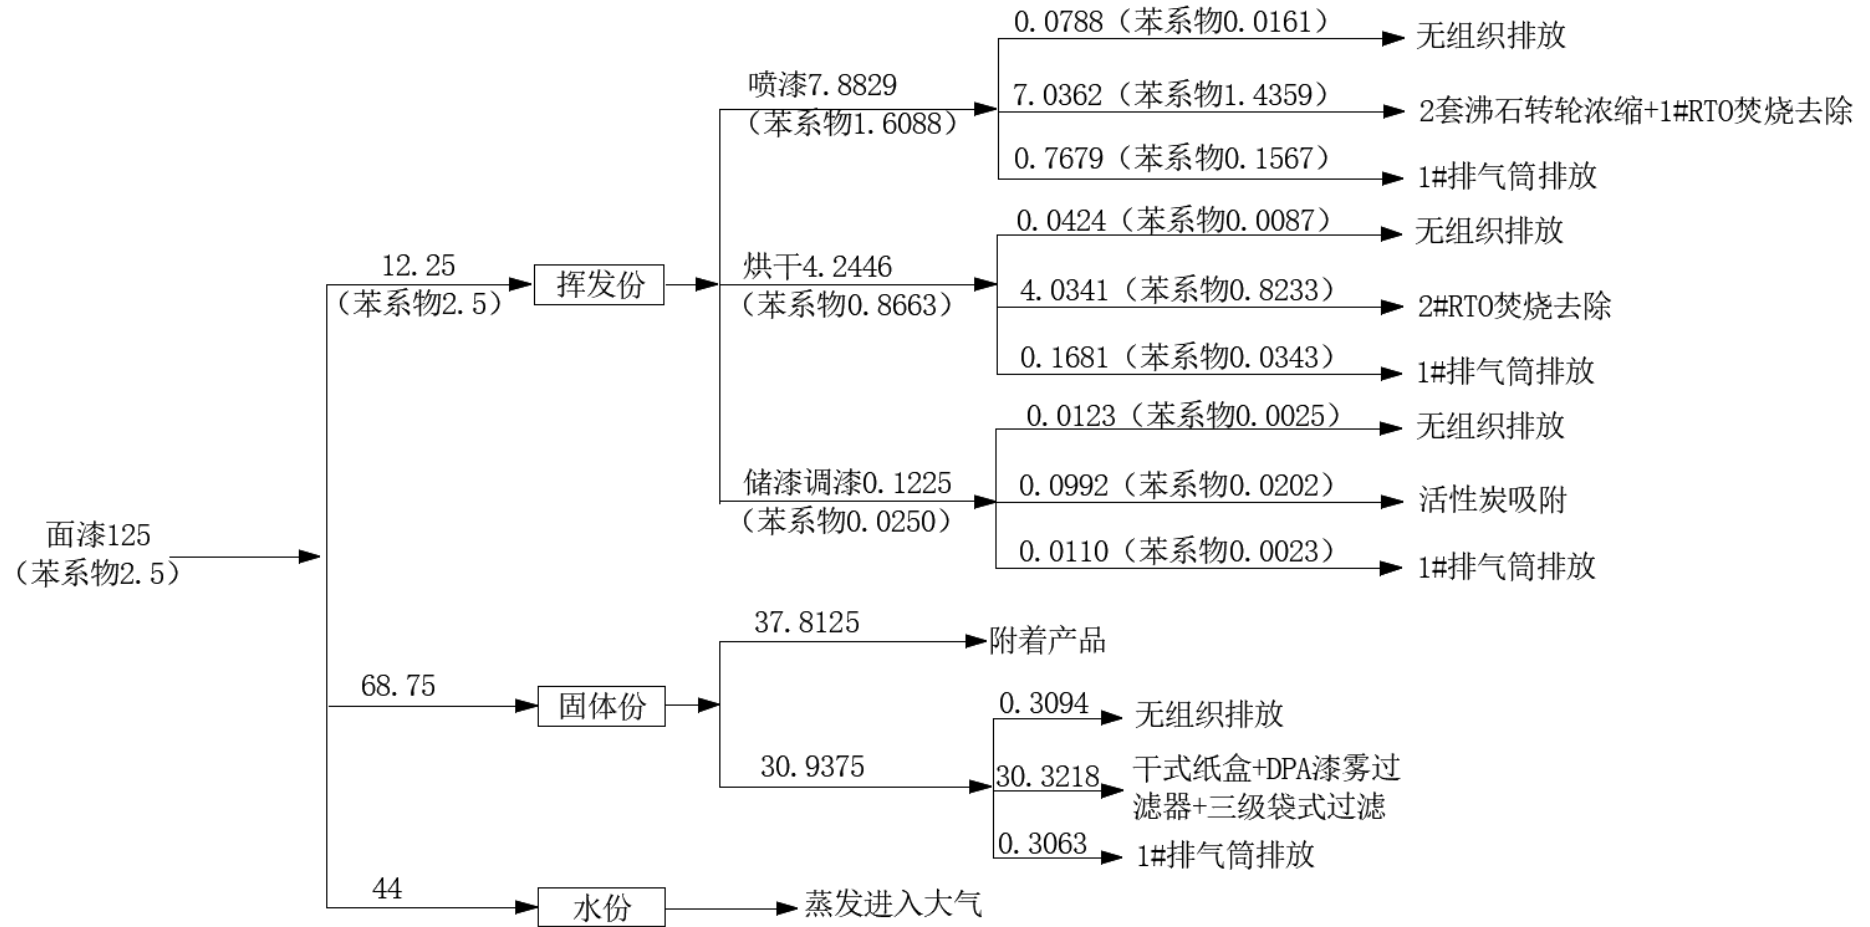 面漆125
（苯系物2.5）
12.25
（苯系物2.5）
挥发份
喷漆7.8829
（苯系物1.6088）
0.0788（苯系物0.0161）
无组织排放
7.0362（苯系物1.4359）
2套沸石转轮浓缩+1#RTO焚烧去除
0.7679（苯系物0.1567）
1#排气筒排放
烘干4.2446
（苯系物0.8663）
0.0424（苯系物0.0087）
无组织排放
4.0341（苯系物0.8233）
2#RTO焚烧去除
0.1681（苯系物0.0343）
1#排气筒排放
储漆调漆0.1225
（苯系物0.0250）
0.0123（苯系物0.0025）
无组织排放
0.0992（苯系物0.0202）
活性炭吸附
0.0110（苯系物0.0023）
1#排气筒排放
68.75
固体份
37.8125
附着产品
30.9375
0.3094
无组织排放
30.3218
干式纸盒+DPA漆雾过
滤器+三级袋式过滤
0.3063
1#排气筒排放
44
水份
蒸发进入大气